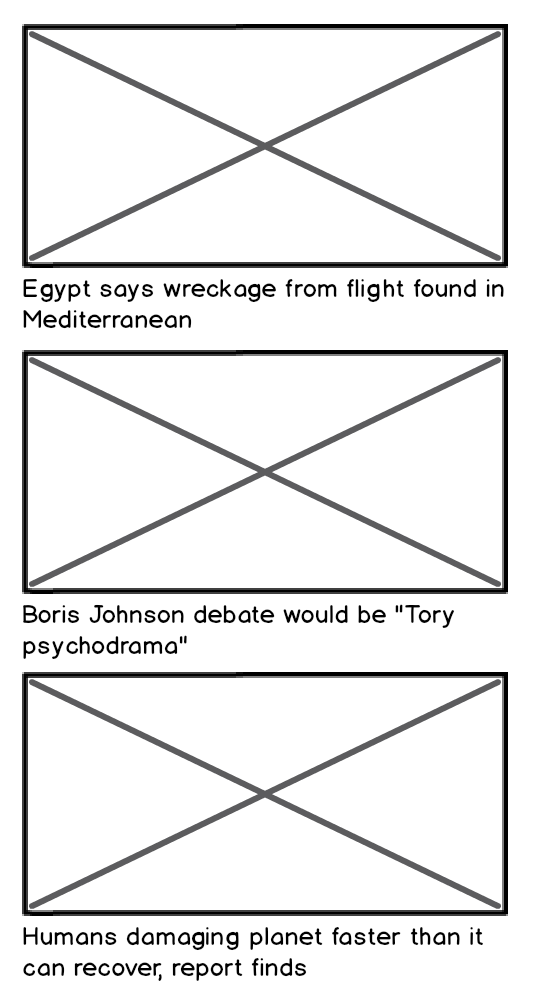 Egypt says wreckage from flight found in
Mediterranean
Boris Johnson debate would be "Tory
psychodrama"
Humans damaging planet faster than it
can recover, report finds